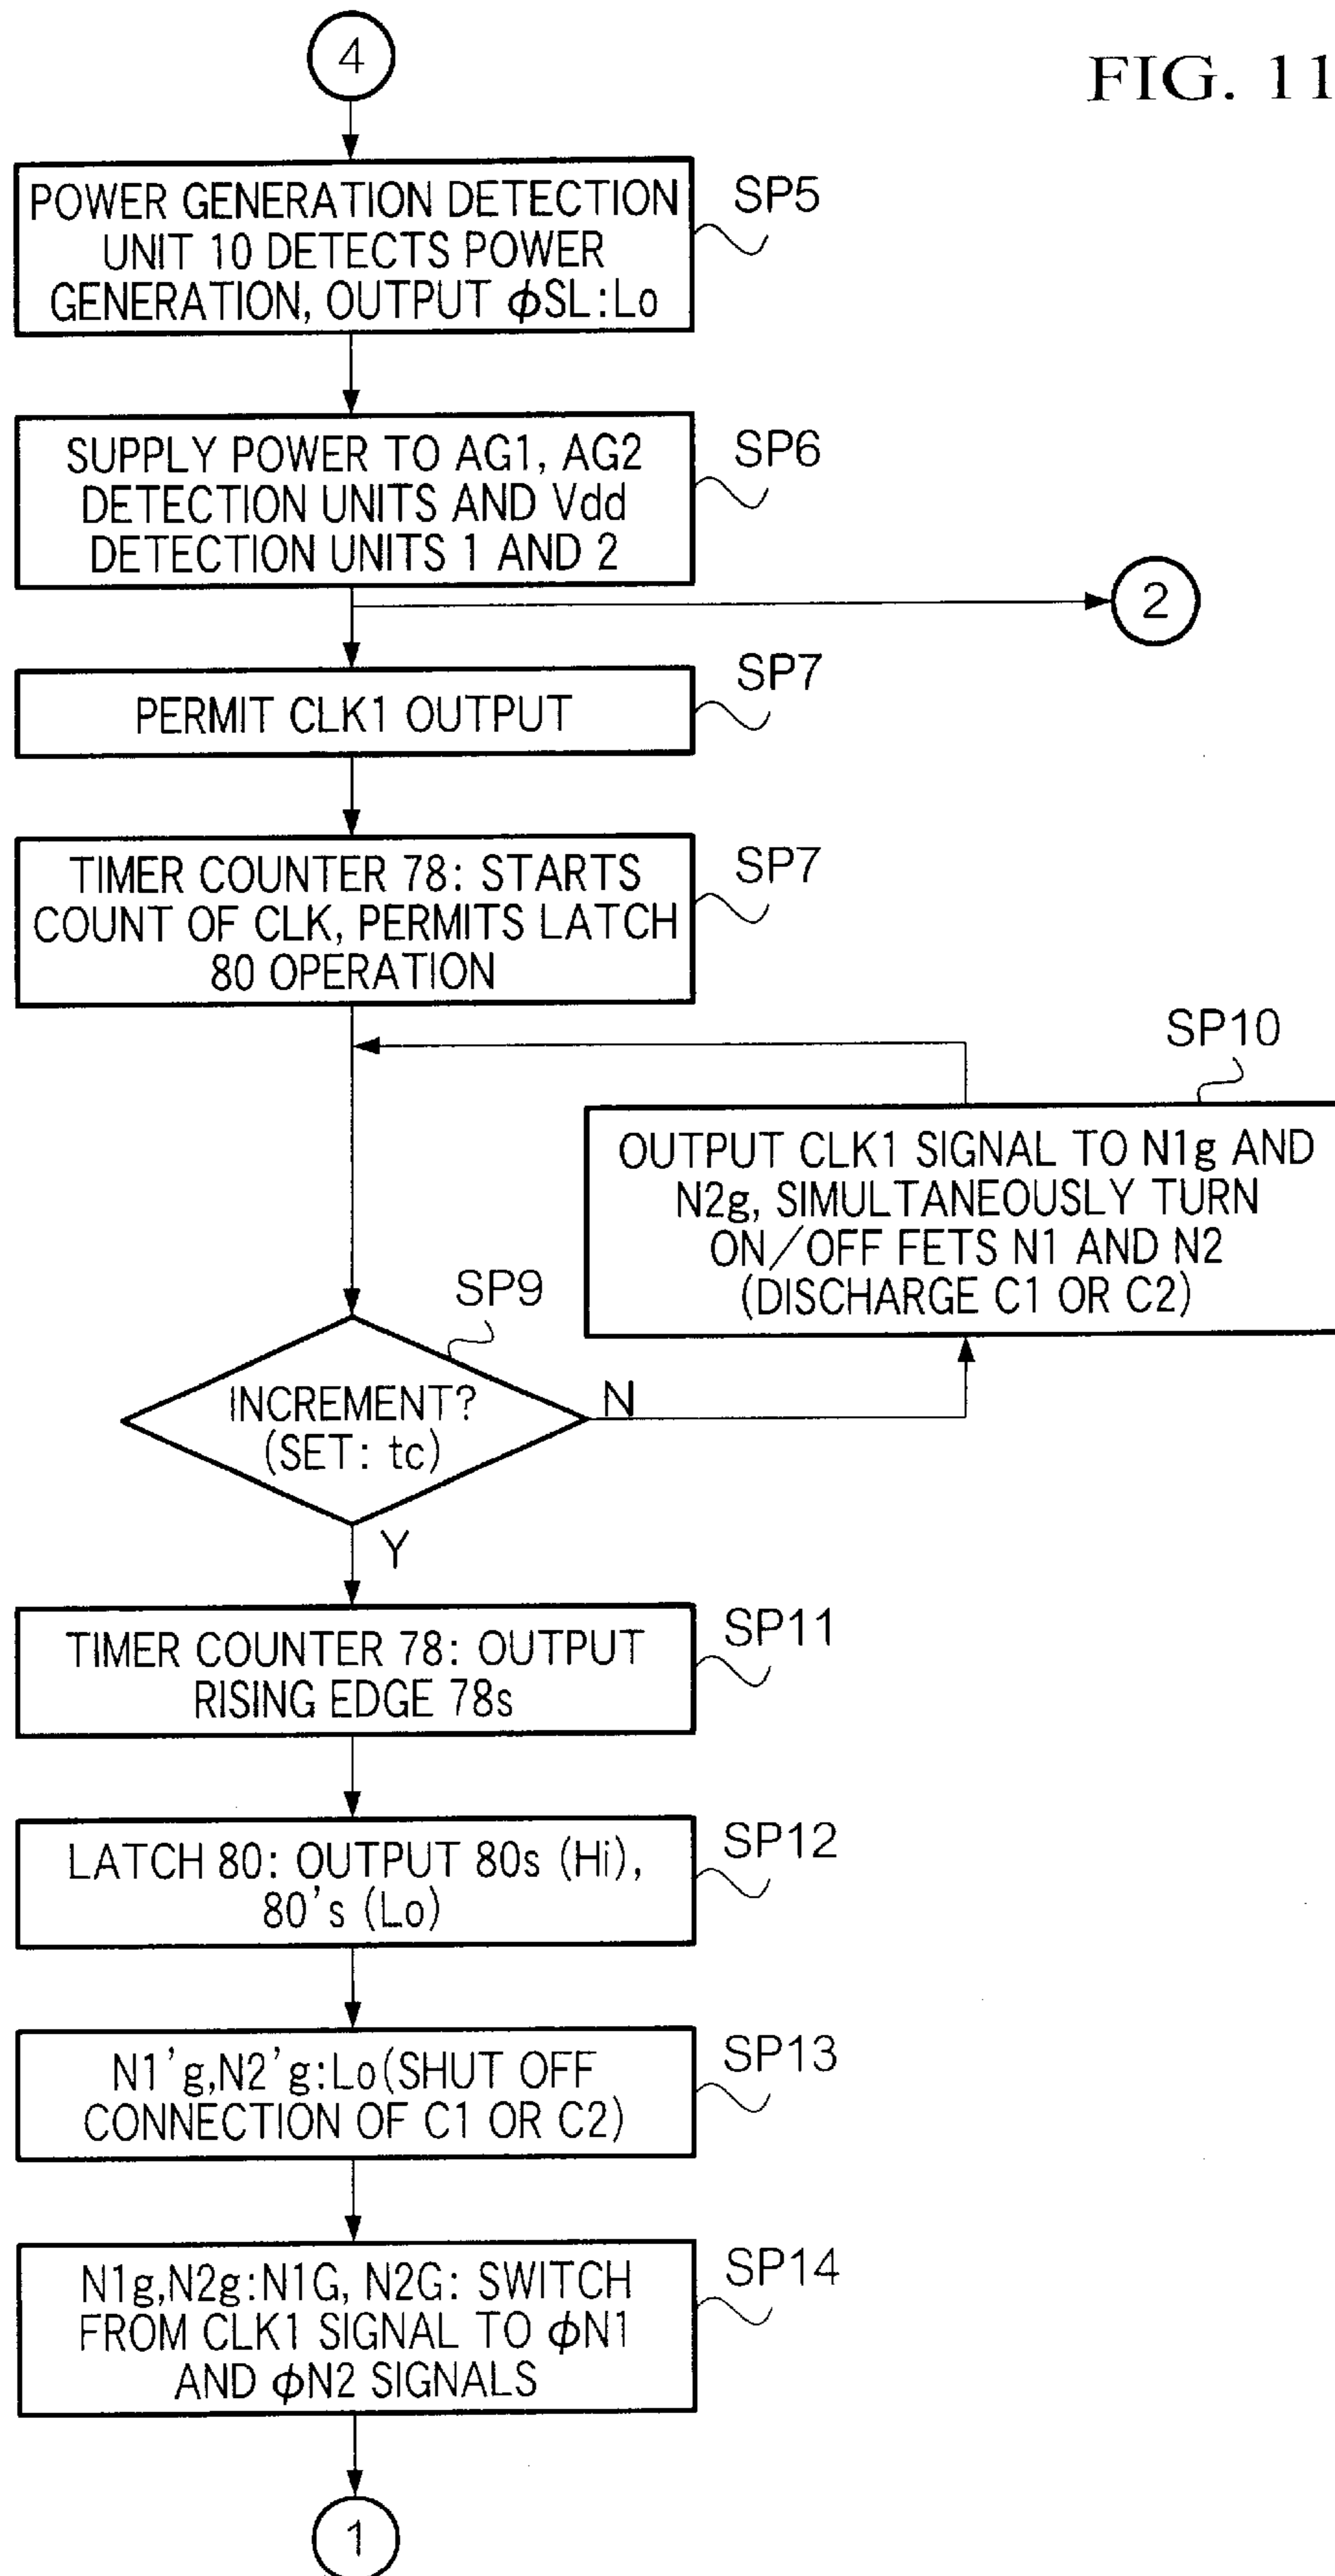 FIG. 11
4
POWER GENERATION DETECTION
UNIT 10 DETECTS POWER
GENERATION, OUTPUT ϕSL:Lo
SP5
SUPPLY POWER TO AG1, AG2
DETECTION UNITS AND Vdd
DETECTION UNITS 1 AND 2
SP6
2
PERMIT CLK1 OUTPUT
SP7
TIMER COUNTER 78: STARTS
COUNT OF CLK, PERMITS LATCH
80 OPERATION
SP7
SP10
OUTPUT CLK1 SIGNAL TO N1g AND
N2g, SIMULTANEOUSLY TURN
ON/OFF FETS N1 AND N2
(DISCHARGE C1 OR C2)
SP9
INCREMENT?
(SET: tc)
N
Y
TIMER COUNTER 78: OUTPUT
RISING EDGE 78s
SP11
LATCH 80: OUTPUT 80s (Hi),
80's (Lo)
SP12
N1'g,N2'g:Lo(SHUT OFF
CONNECTION OF C1 OR C2)
SP13
N1g,N2g:N1G, N2G: SWITCH
FROM CLK1 SIGNAL TO ϕN1
AND ϕN2 SIGNALS
SP14
1